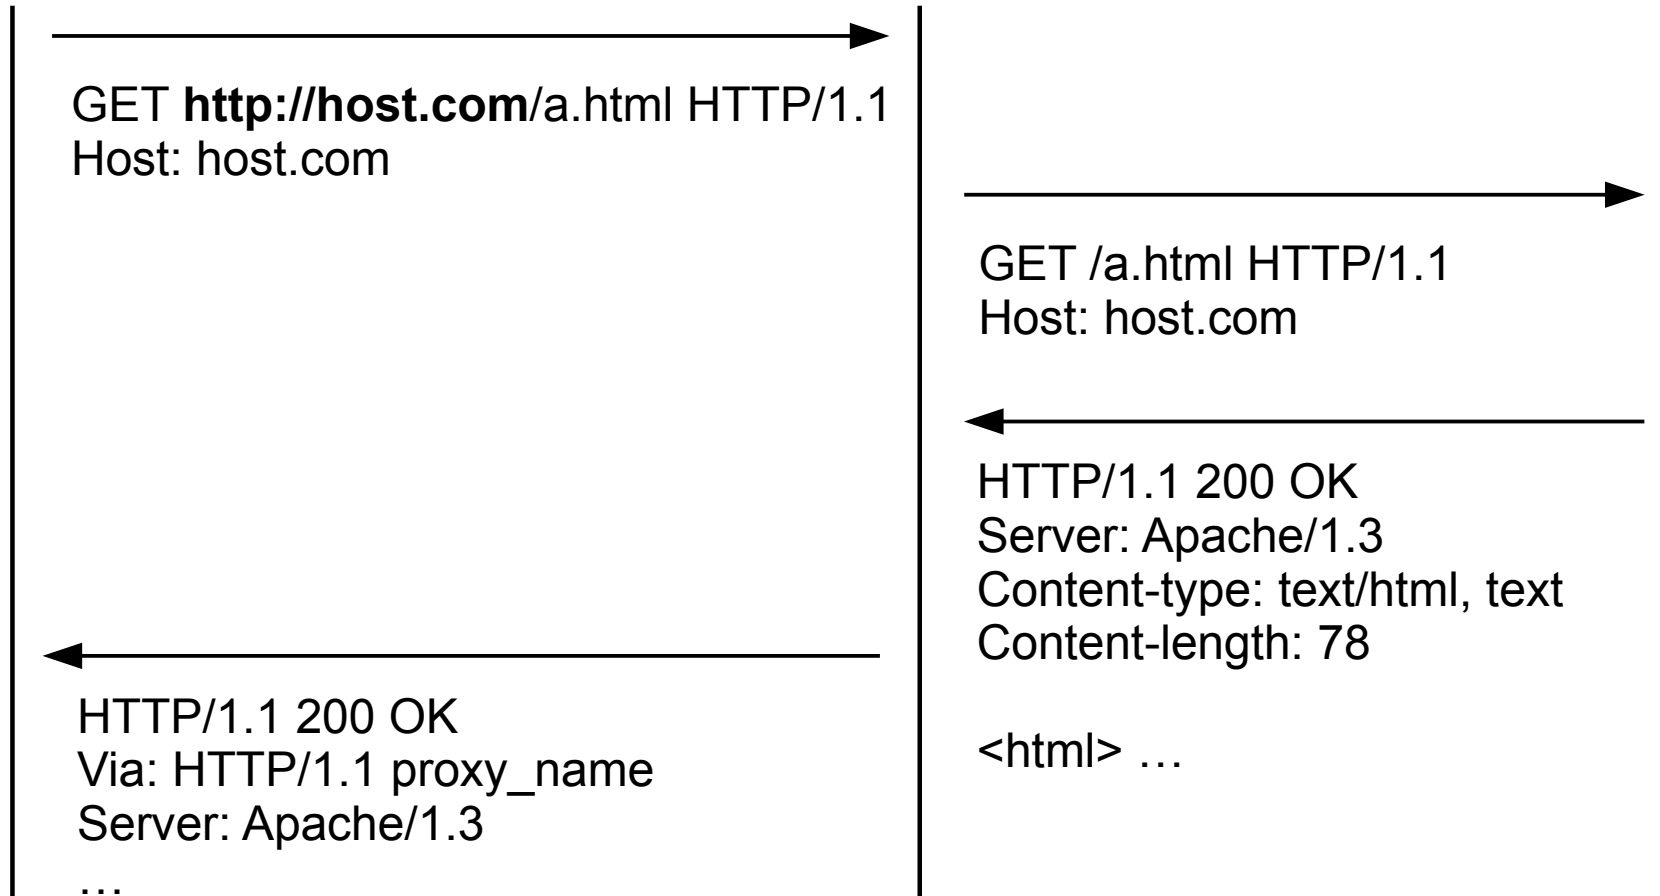 GET http://host.com/a.html HTTP/1.1
Host: host.com
GET /a.html HTTP/1.1
Host: host.com
HTTP/1.1 200 OK
Server: Apache/1.3
Content-type: text/html, text
Content-length: 78
<html> …
HTTP/1.1 200 OK
Via: HTTP/1.1 proxy_name
Server: Apache/1.3
…